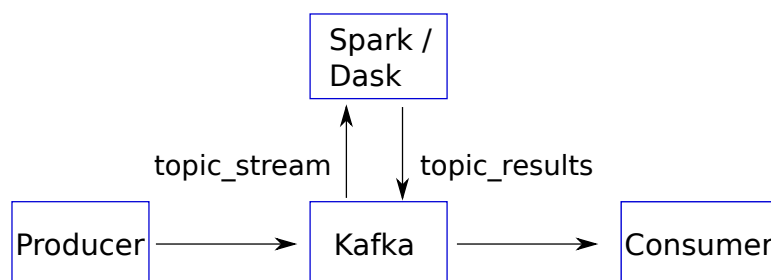 Spark /
Dask
topic_stream
topic_results
Producer
Kafka
Consumer